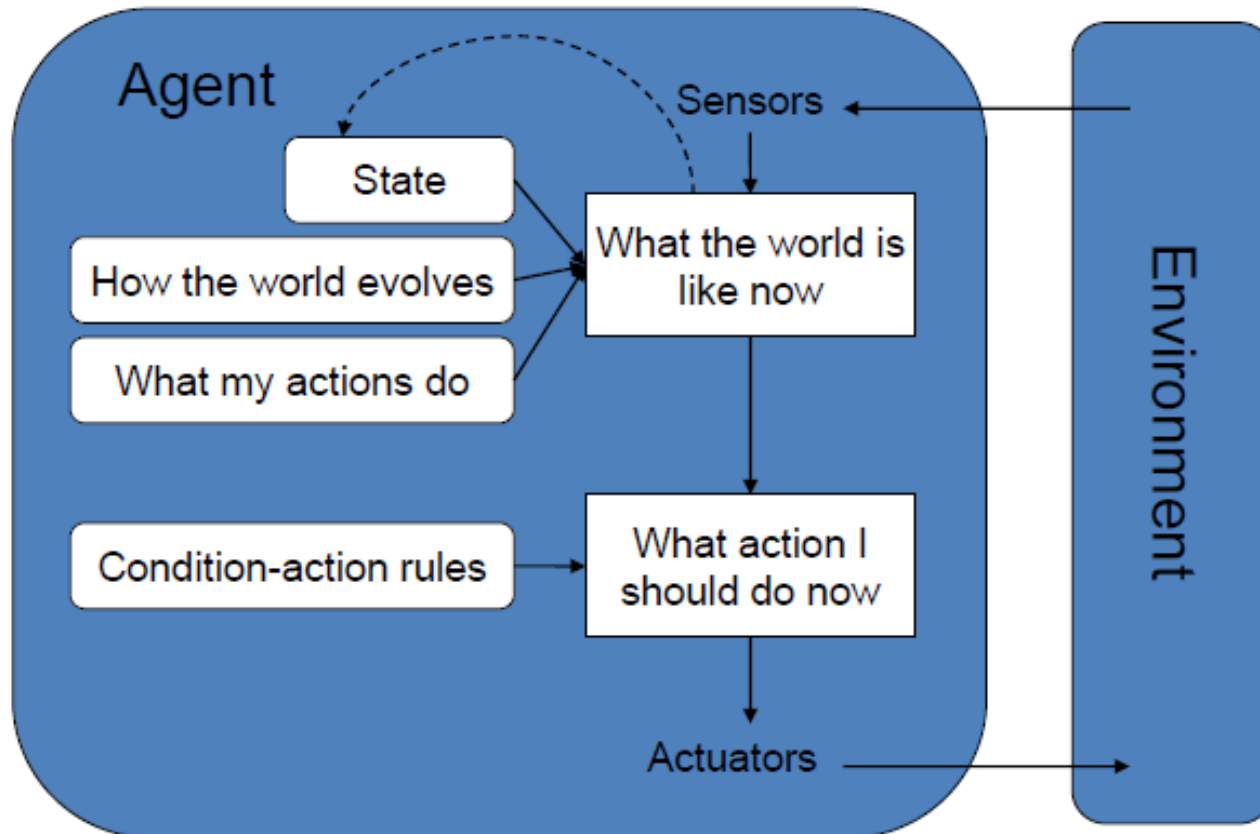 Agent
Sensors
State
What the world is
like now
How the world evolves
What my actions do
Condition-action rules
What action I
should do now
Actuators
Environment